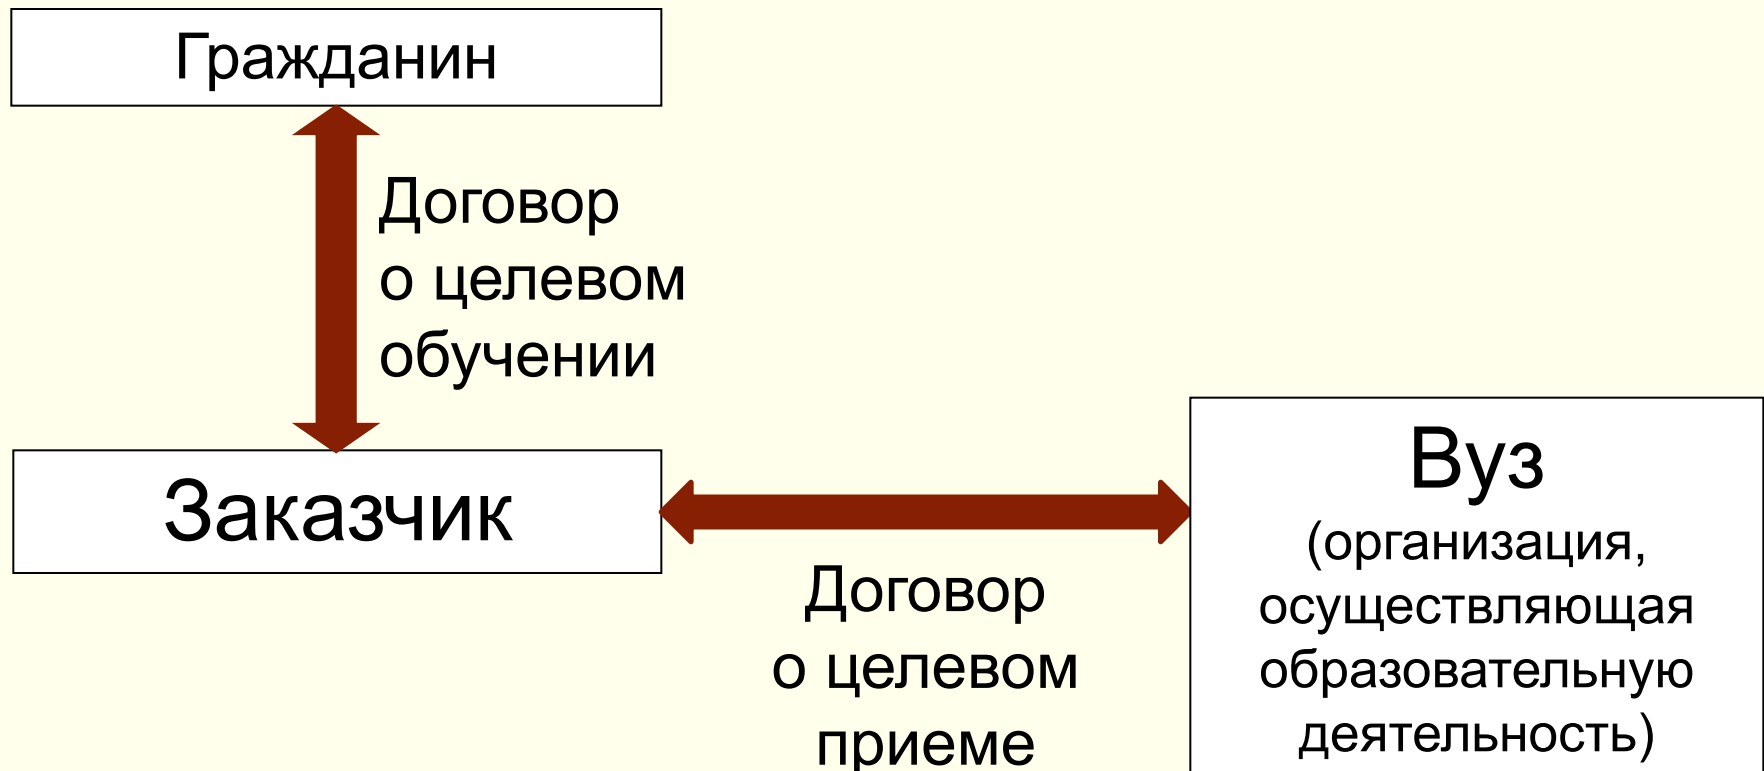 Гражданин
Договор
о целевом
обучении
Заказчик
Договор
о целевом
приеме
Вуз
(организация,
осуществляющая
образовательную
деятельность)